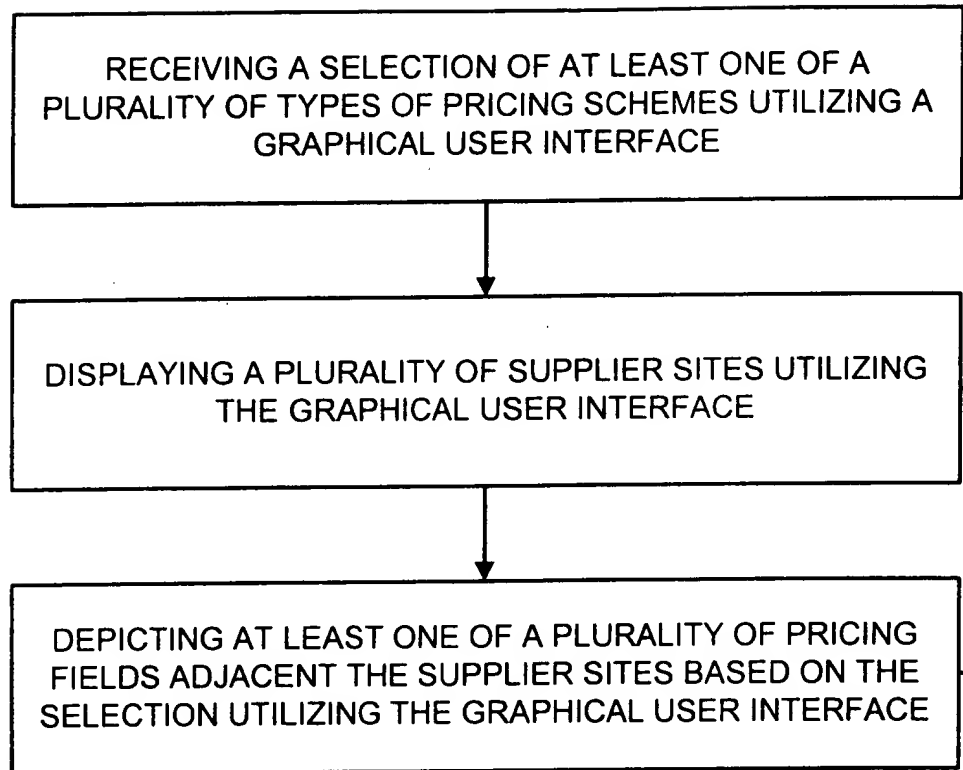 RECEIVING A SELECTION OF AT LEAST ONE OF A
PLURALITY OF TYPES OF PRICING SCHEMES UTILIZING A
GRAPHICAL USER INTERFACE
DISPLAYING A PLURALITY OF SUPPLIER SITES UTILIZING
THE GRAPHICAL USER INTERFACE
DEPICTING AT LEAST ONE OF A PLURALITY OF PRICING
FIELDS ADJACENT THE SUPPLIER SITES BASED ON THE
SELECTION UTILIZING THE GRAPHICAL USER INTERFACE